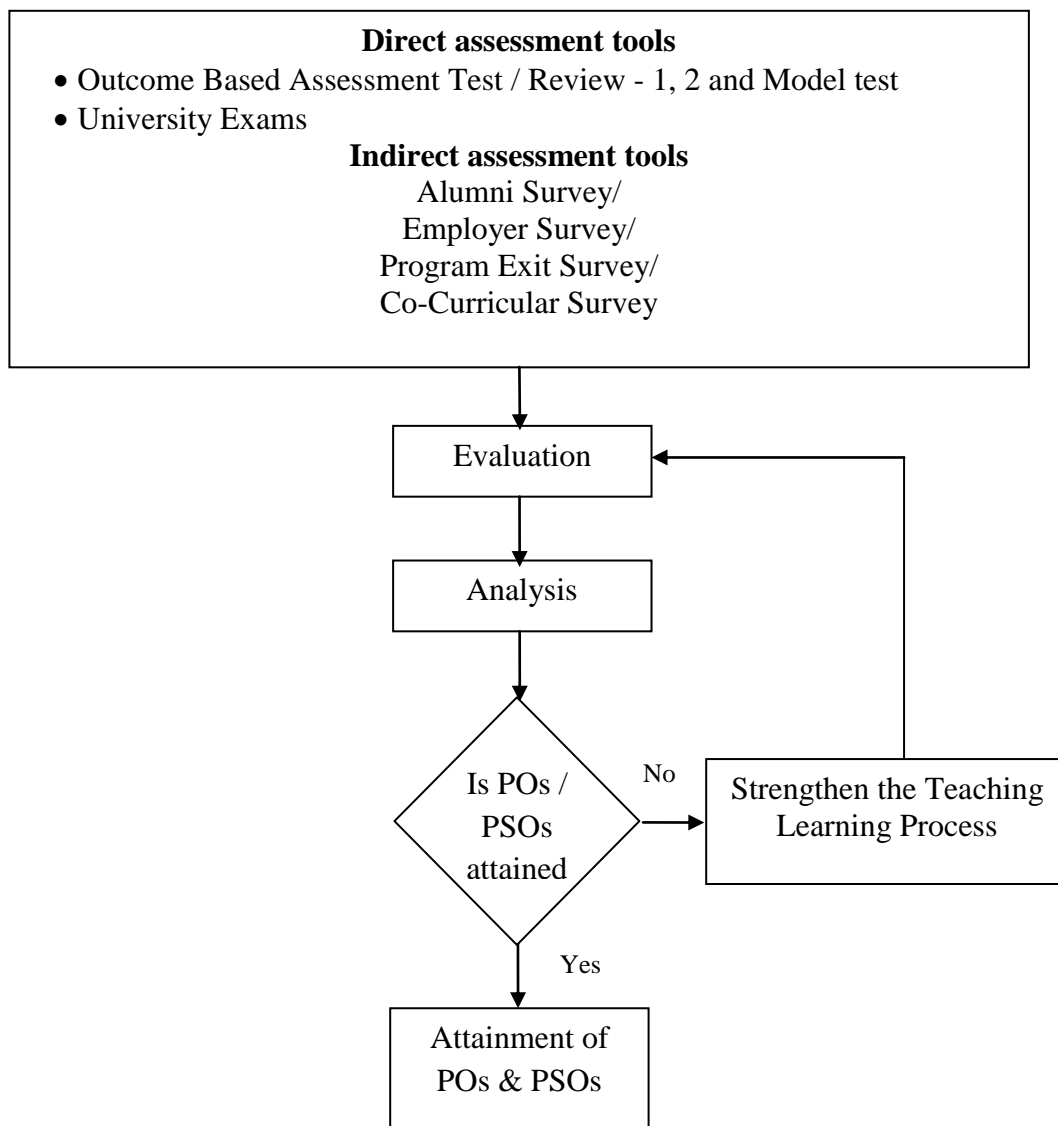 Direct assessment tools
• Outcome Based Assessment Test / Review - 1, 2 and Model test
• University Exams
Indirect assessment tools
Alumni Survey/
Employer Survey/
Program Exit Survey/
Co-Curricular Survey
Evaluation
Analysis
Is POs /
PSOs
attained
No
Strengthen the Teaching
Learning Process
Yes
Attainment of
POs & PSOs